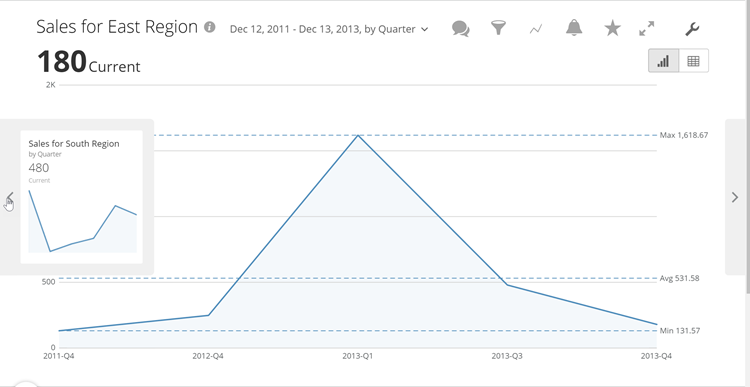 Sales for East Region
Dec 12, 2011 - Dec 13, 2013, by Quarter
180 Current
2K
Max 1,618.67
Sales for South Region
by Quarter
480
Current
500
Avg 531.58
Min 131.57
0
2011-Q4 2012-Q4 2013-Q1 2013-Q3 2013-Q4